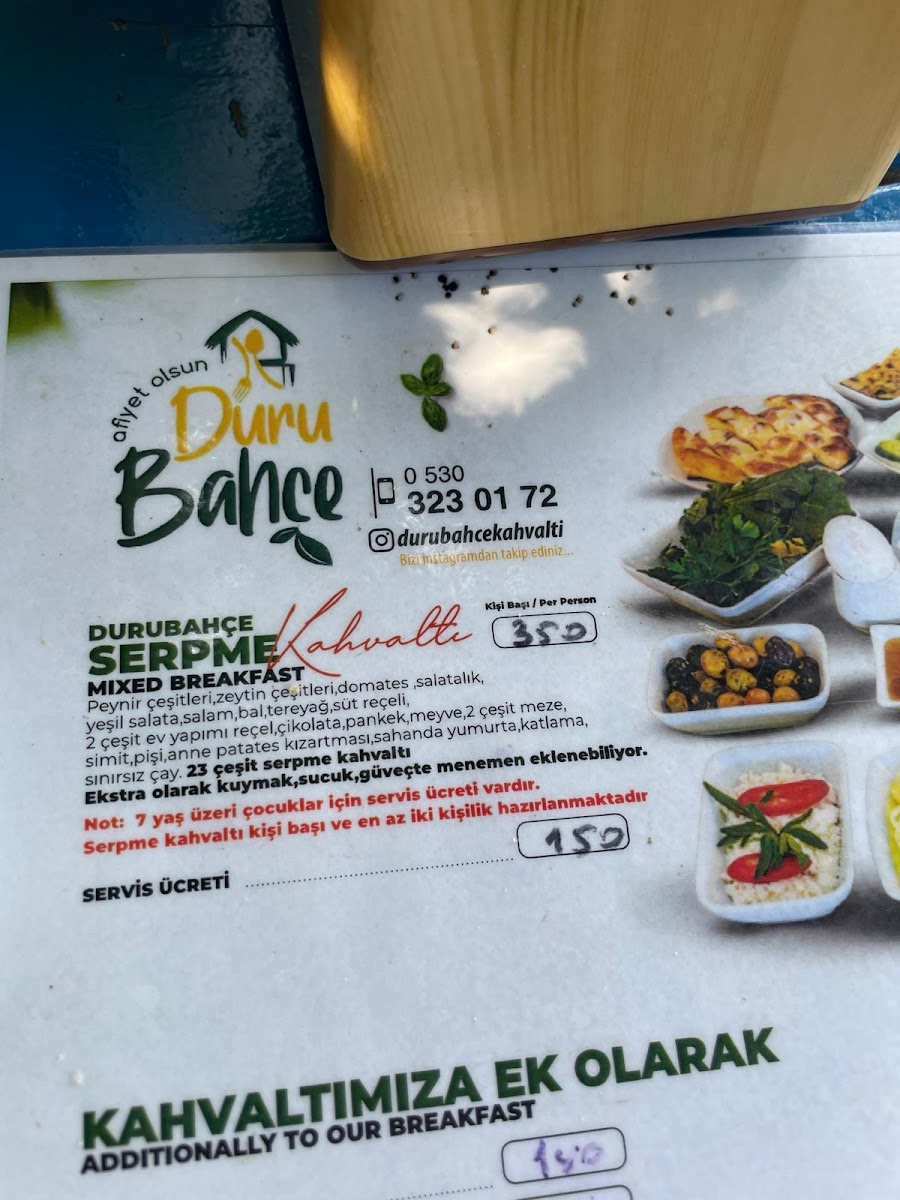 afiyet olsun
Duru
Bahçe
0 530
323 01 72
durubahcekahvalti
Bizi instagramdan takip ediniz...
DURUBAHÇE
SERPME Kahvaltı
Kişi Başı / Per Person
350
MIXED BREAKFAST
Peynir çeşitleri,zeytin çeşitleri,domates ,salatalık,
yeşil salata,salam,bal,tereyağ,süt reçeli,
2 çeşit ev yapımı reçel,çikolata,pankek,meyve,2 çeşit meze,
simit,pişi,anne patates kızartması,sahanda yumurta,katlama,
sınırsız çay. 23 çeşit serpme kahvaltı
Ekstra olarak kuymak,sucuk,güveçte menemen eklenebiliyor.
Not: 7 yaş üzeri çocuklar için servis ücreti vardır.
Serpme kahvaltı kişi başı ve en az iki kişilik hazırlanmaktadır
SERVİS ÜCRETİ 150
KAHVALTIMIZA EK OLARAK
ADDITIONALLY TO OUR BREAKFAST